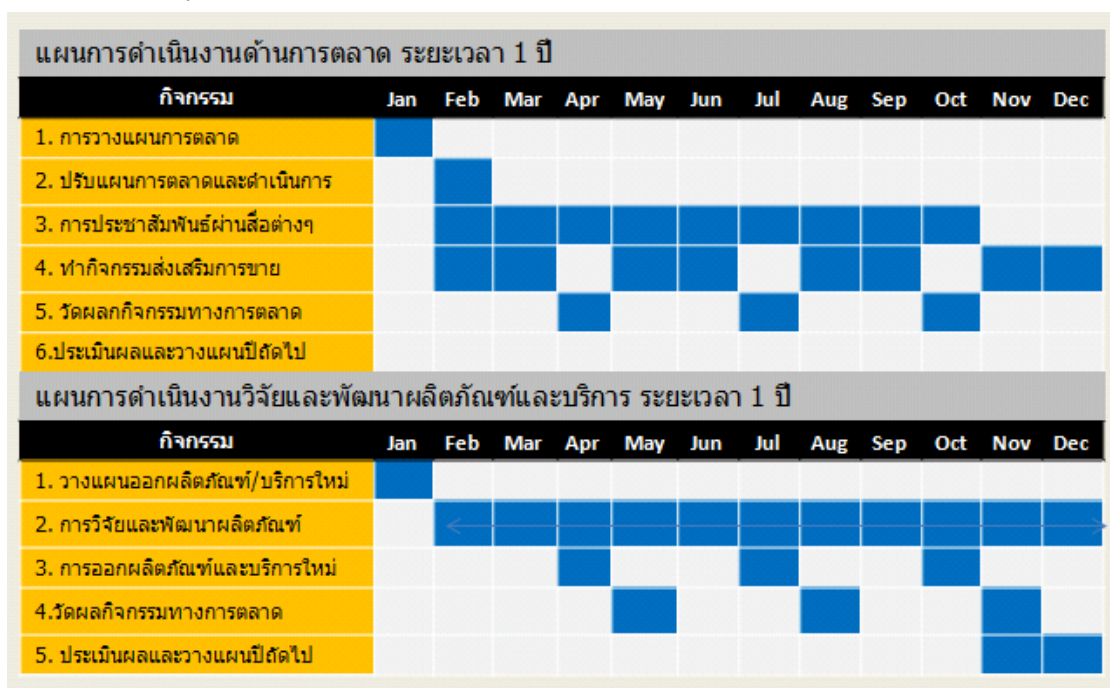 แผนการดำเนินงานด้านการตลาด ระยะเวลา 1 ปี
กิจกรรม Jan Feb Mar Apr May Jun Jul Aug Sep Oct Nov Dec
1. การวางแผนการตลาด
2. ปรับแผนการตลาดและดำเนินการ
3. การประชาสัมพันธ์ผ่านสื่อต่างๆ
4. ทำกิจกรรมส่งเสริมการขาย
5. วัดผลกกิจกรรมทางการตลาด
6.ประเมินผลและวางแผนปีถัดไป
แผนการดำเนินงานวิจัยและพัฒนาผลิตภัณฑ์และบริการ ระยะเวลา 1 ปี
กิจกรรม Jan Feb Mar Apr May Jun Jul Aug Sep Oct Nov Dec
1. วางแผนออกผลิตภัณฑ์/บริการใหม่
2. การวิจัยและพัฒนาผลิตภัณฑ์
3. การออกผลิตภัณฑ์และบริการใหม่
4.วัดผลกิจกรรมทางการตลาด
5. ประเมินผลและวางแผนปีถัดไป